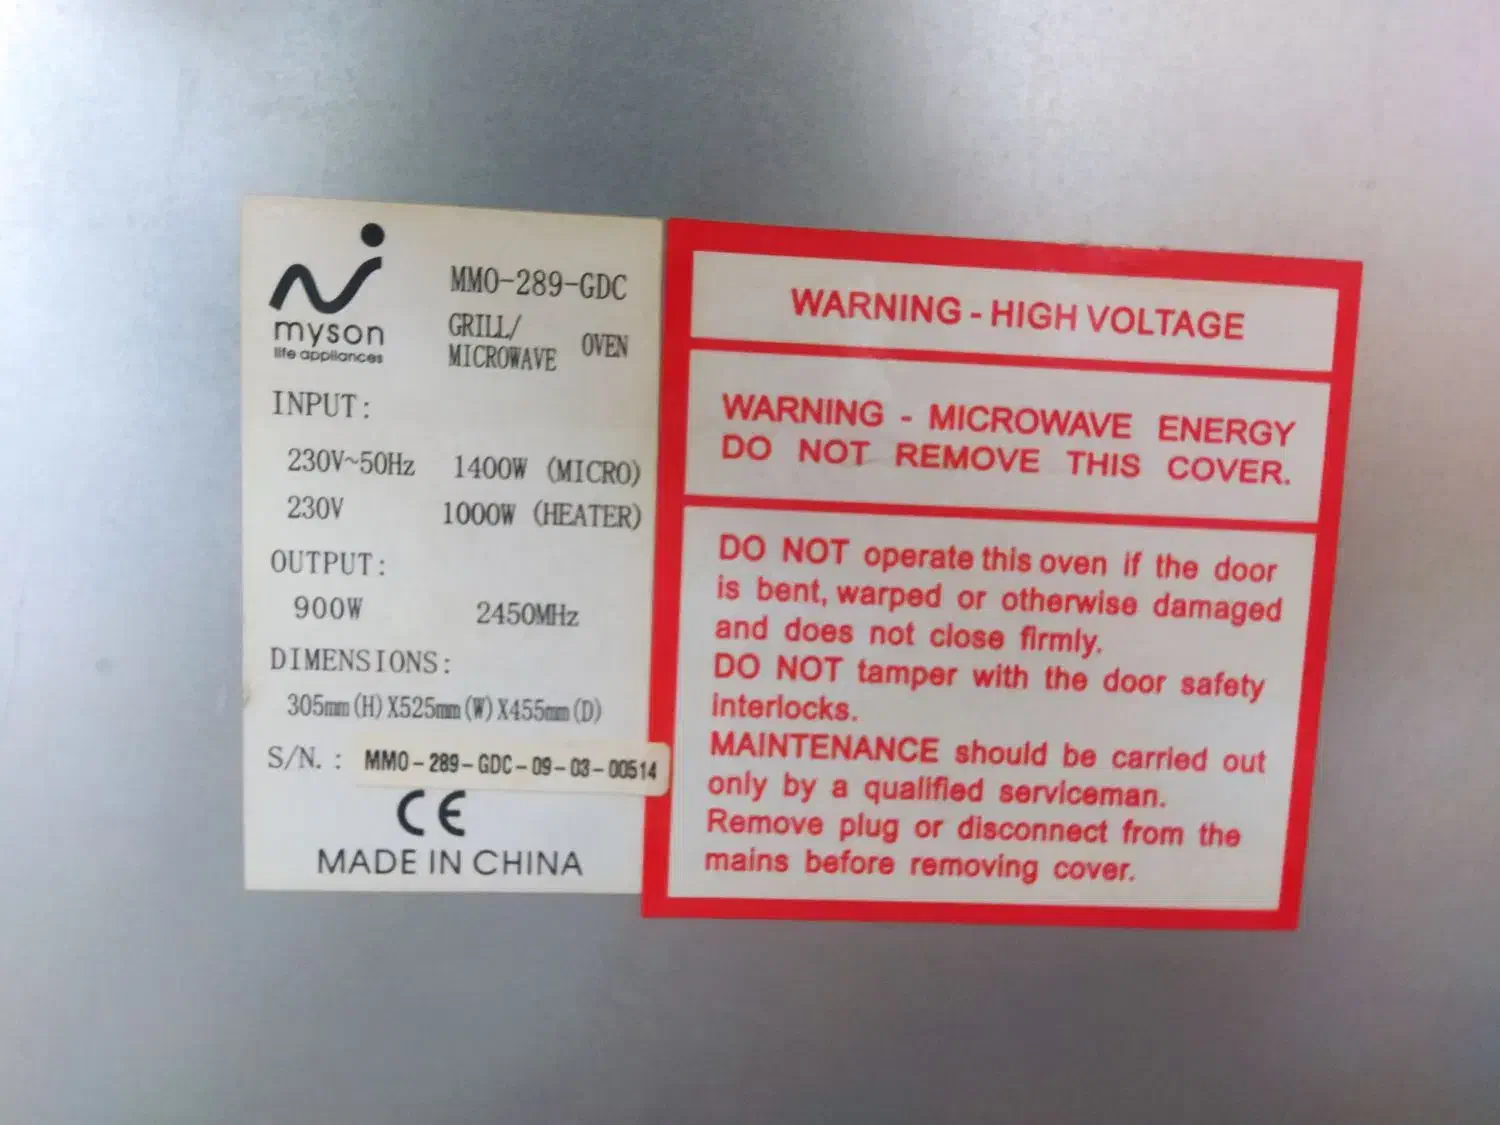 myson
life appliances
MMO-289-GDC
GRILL/
MICROWAVE OVEN
INPUT:
230V~50Hz 1400W (MICRO)
230V 1000W (HEATER)
OUTPUT:
900W 2450MHz
DIMENSIONS:
305mm(H)X525mm(W)X455mm(D)
S/N. : MMO-289-GDC-09-03-00514
CE
MADE IN CHINA
WARNING - HIGH VOLTAGE
WARNING - MICROWAVE ENERGY
DO NOT REMOVE THIS COVER.
DO NOT operate this oven if the door
is bent, warped or otherwise damaged
and does not close firmly.
DO NOT tamper with the door safety
interlocks.
MAINTENANCE should be carried out
only by a qualified serviceman.
Remove plug or disconnect from the
mains before removing cover.